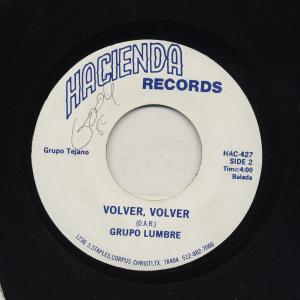 HACIENDA
RECORDS
Grupo Tejano
HAC-427
SIDE 2
Time:4:00
Balada
VOLVER, VOLVER
(D.A.R.)
GRUPO LUMBRE
1236 S. STAPLES, CORPUS CHRISTI, TX. 78404 512-882-7066